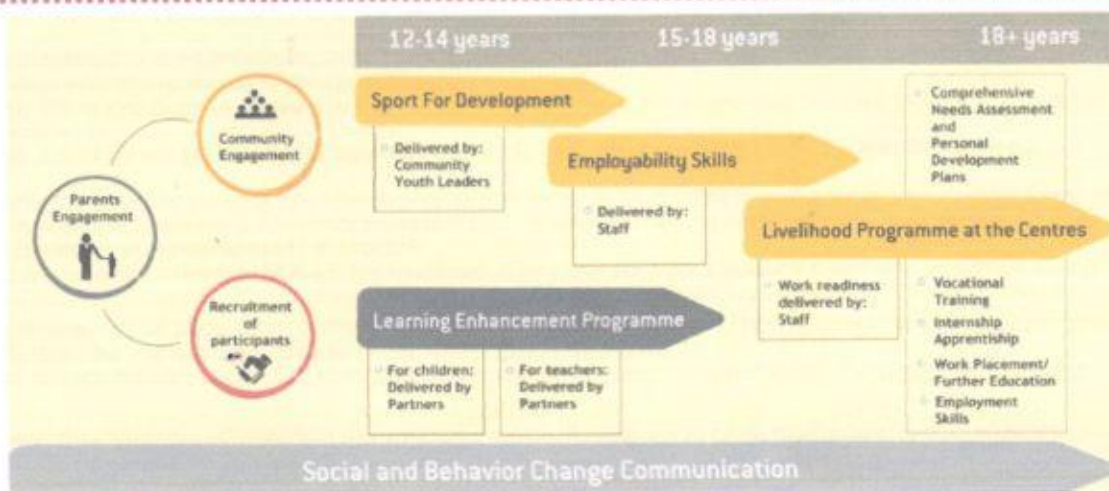 12-14 years
15-18 years
18+ years
Parents
Engagement
Community
Engagement
Recruitment
of
participants
Sport For Development
Delivered by:
Community
Youth Leaders
Employability Skills
Delivered by:
Staff
Comprehensive
Needs Assessment
and
Personal
Development
Plans
Livelihood Programme at the Centres
Work readiness
delivered by:
Staff
Vocational
Training
Internship
Apprentiship
Work Placement/
Further Education
Employment
Skills
Learning Enhancement Programme
For children:
Delivered by
Partners
For teachers:
Delivered by
Partners
Social and Behavior Change Communication